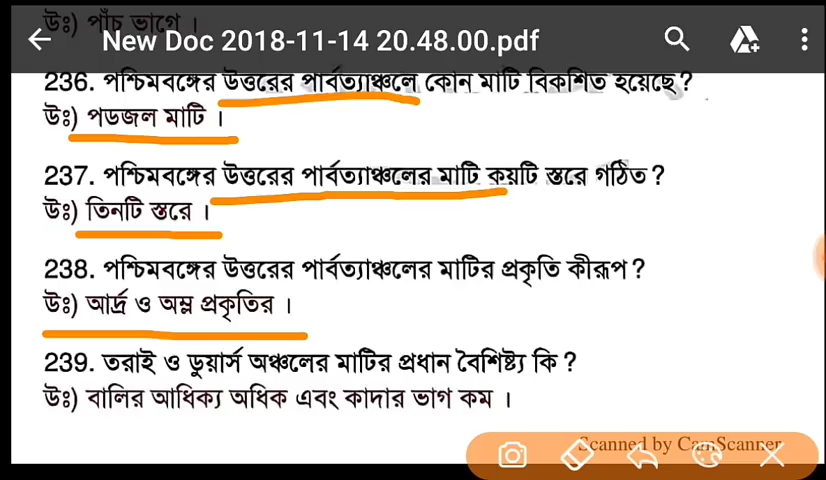 উঃ) পাঁচ ভাগে ।
New Doc 2018-11-14 20.48.00.pdf
236. পশ্চিমবঙ্গের উত্তরের পার্বত্যাঞ্চলে কোন মাটি বিকশিত হয়েছে?
উঃ) পডজল মাটি ।
237. পশ্চিমবঙ্গের উত্তরের পার্বত্যাঞ্চলের মাটি কয়টি স্তরে গঠিত ?
উঃ) তিনটি স্তরে ।
238. পশ্চিমবঙ্গের উত্তরের পার্বত্যাঞ্চলের মাটির প্রকৃতি কীরূপ ?
উঃ) আর্দ্র ও অম্ল প্রকৃতির ।
239. তরাই ও ডুয়ার্স অঞ্চলের মাটির প্রধান বৈশিষ্ট্য কি ?
উঃ) বালির আধিক্য অধিক এবং কাদার ভাগ কম ।
Scanned by CamScanner